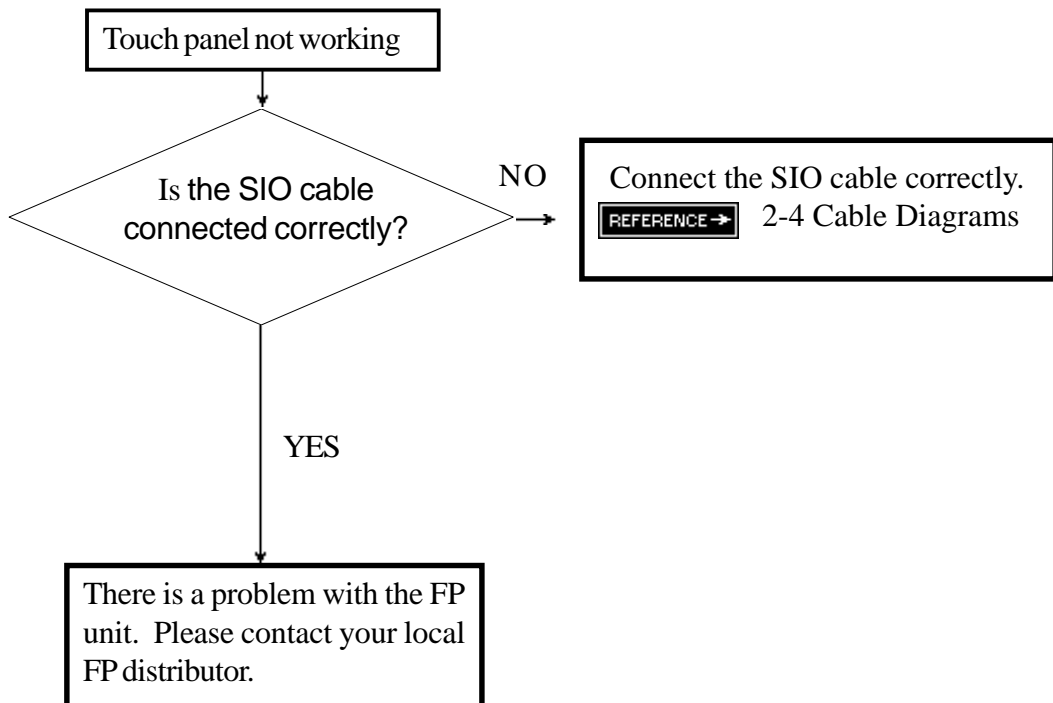 Touch panel not working
Is the SIO cable
connected correctly?
NO
Connect the SIO cable correctly.
REFERENCE→ 2-4 Cable Diagrams
YES
There is a problem with the FP
unit. Please contact your local
FP distributor.